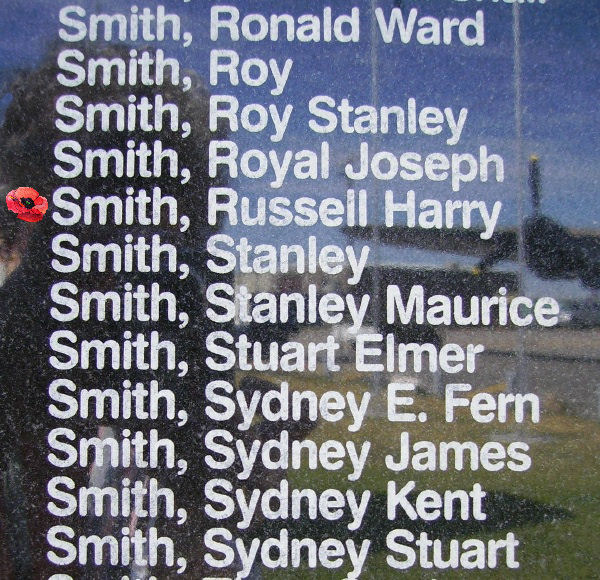 Smith, Ronald Ward
Smith, Roy
Smith, Roy Stanley
Smith, Royal Joseph
Smith, Russell Harry
Smith, Stanley
Smith, Stanley Maurice
Smith, Stuart Elmer
Smith, Sydney E. Fern
Smith, Sydney James
Smith, Sydney Kent
Smith, Sydney Stuart